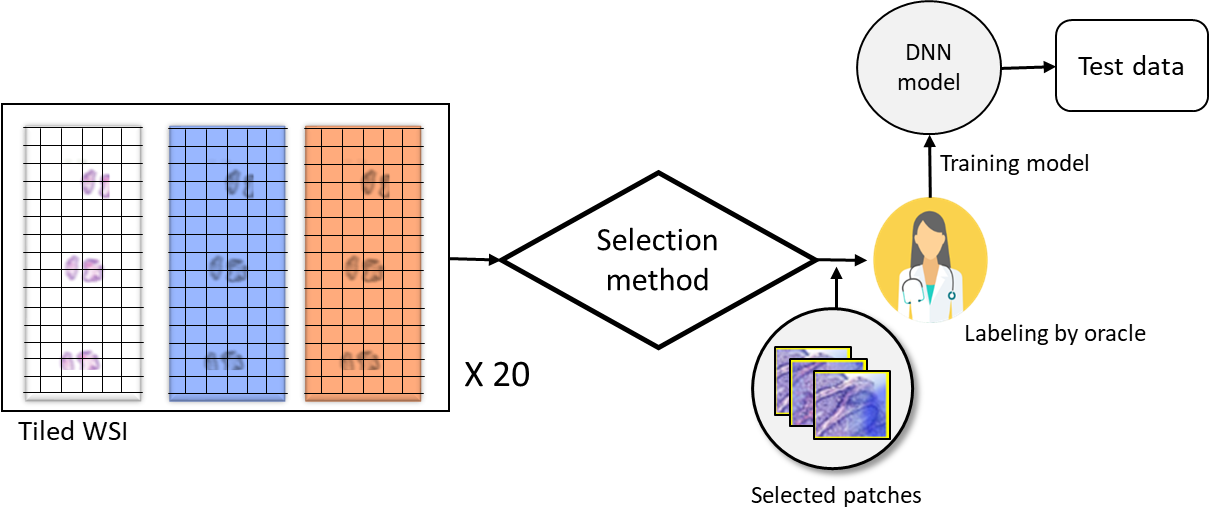 DNN
model
Test data
Training model
Selection
method
Labeling by oracle
X 20
Tiled WSI
Selected patches